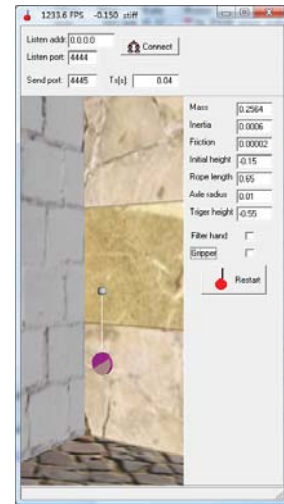 1233.6 FPS -0.150 stiff
Listen addr: 0.0.0.0
Connect
Listen port: 4444
Send port: 4445 Ts[s] 0.04
Mass 0.2564
Inertia 0.0006
Friction 0.00002
Initial height -0.15
Rope length 0.65
Axle radius 0.01
Triger height -0.55
Filter hand
Gripper
Restart